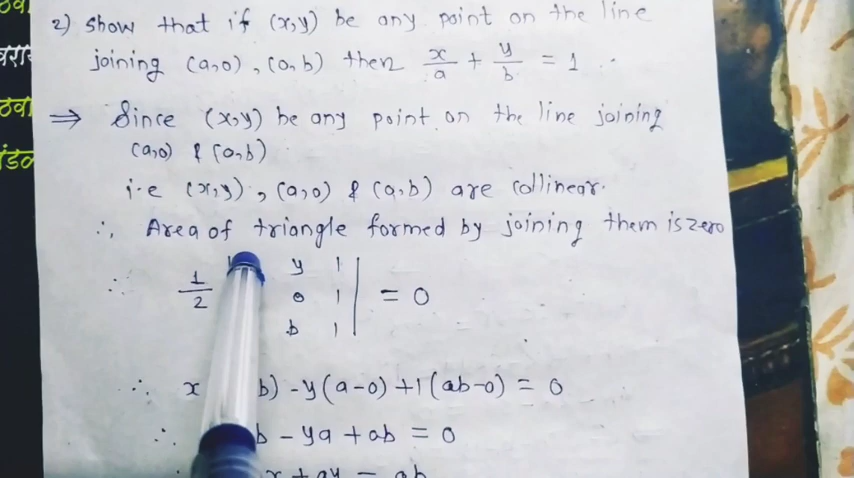 2) Show that if (x,y) be any point on the line
joining (a,0), (0,b) then x/a + y/b = 1 .
⇒ Since (x,y) be any point on the line joining
(a,0) & (0,b)
i.e (x,y), (a,0) & (0,b) are collinear.
∴ Area of triangle formed by joining them is zero
∴ 1/2 y 1 | = 0
0 1
b 1
∴ x b) - y(a-0) + 1(ab-0) = 0
∴ b - ya + ab = 0
x + ay = ab